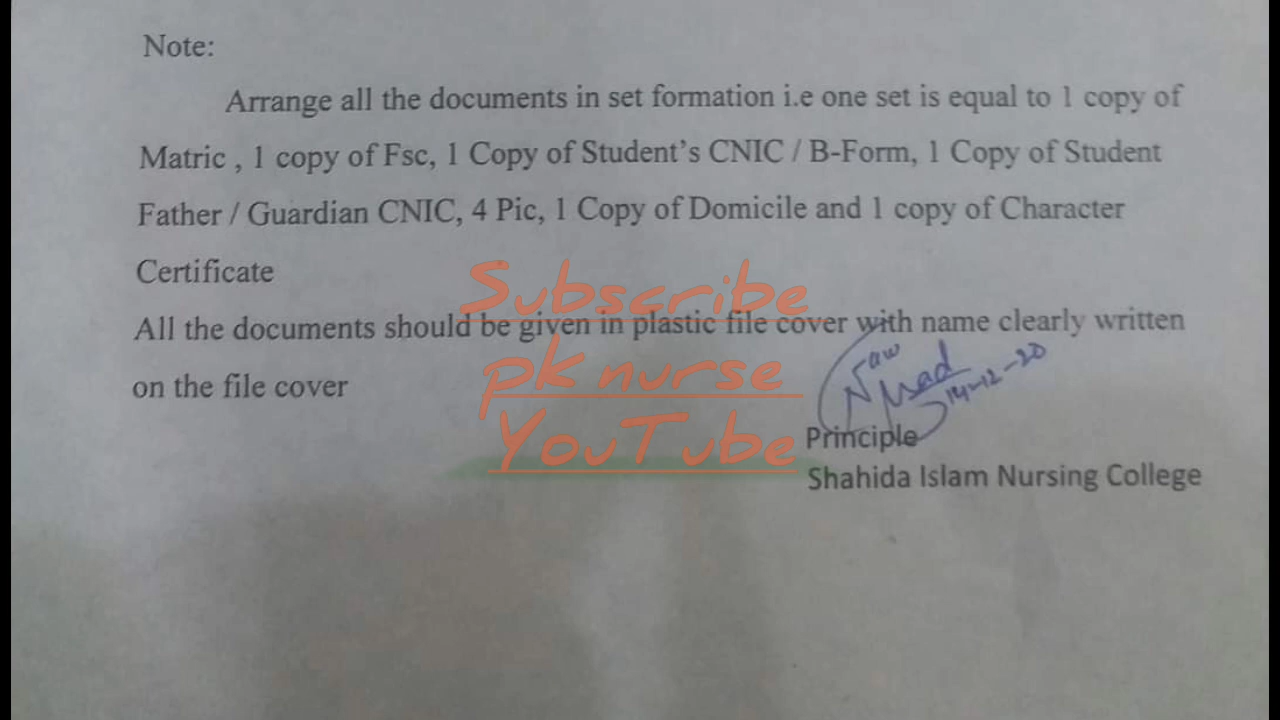 Note:
Arrange all the documents in set formation i.e one set is equal to 1 copy of
Matric , 1 copy of Fsc, 1 Copy of Student's CNIC / B-Form, 1 Copy of Student
Father / Guardian CNIC, 4 Pic, 1 Copy of Domicile and 1 copy of Character
Certificate
All the documents should be given in plastic file cover with name clearly written
on the file cover
Subscribe
pk nurse
YouTube
14-12-20
Principle
Shahida Islam Nursing College